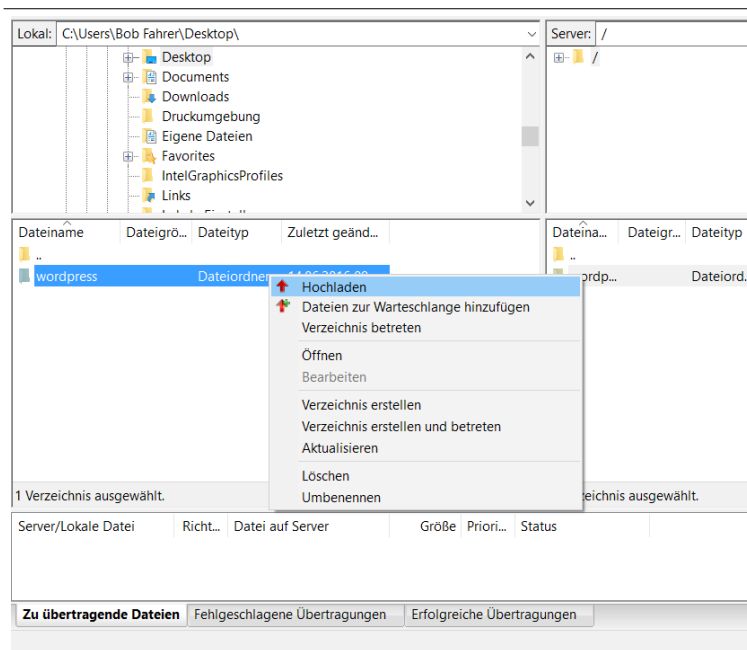 Lokal: C:\Users\Bob Fahrer\Desktop\ Server: /
Desktop /
Documents
Downloads
Druckumgebung
Eigene Dateien
Favorites
IntelGraphicsProfiles
Links
Dateiname Dateigrö... Dateityp Zuletzt geänd... Dateina... Dateigr... Dateityp
.. ..
wordpress Dateiordner Dateiord.
Hochladen
Dateien zur Warteschlange hinzufügen
Verzeichnis betreten
Öffnen
Bearbeiten
Verzeichnis erstellen
Verzeichnis erstellen und betreten
Aktualisieren
Löschen
Umbenennen
1 Verzeichnis ausgewählt. ausgewählt.
Server/Lokale Datei Richt... Datei auf Server Größe Priori... Status
Zu übertragende Dateien Fehlgeschlagene Übertragungen Erfolgreiche Übertragungen